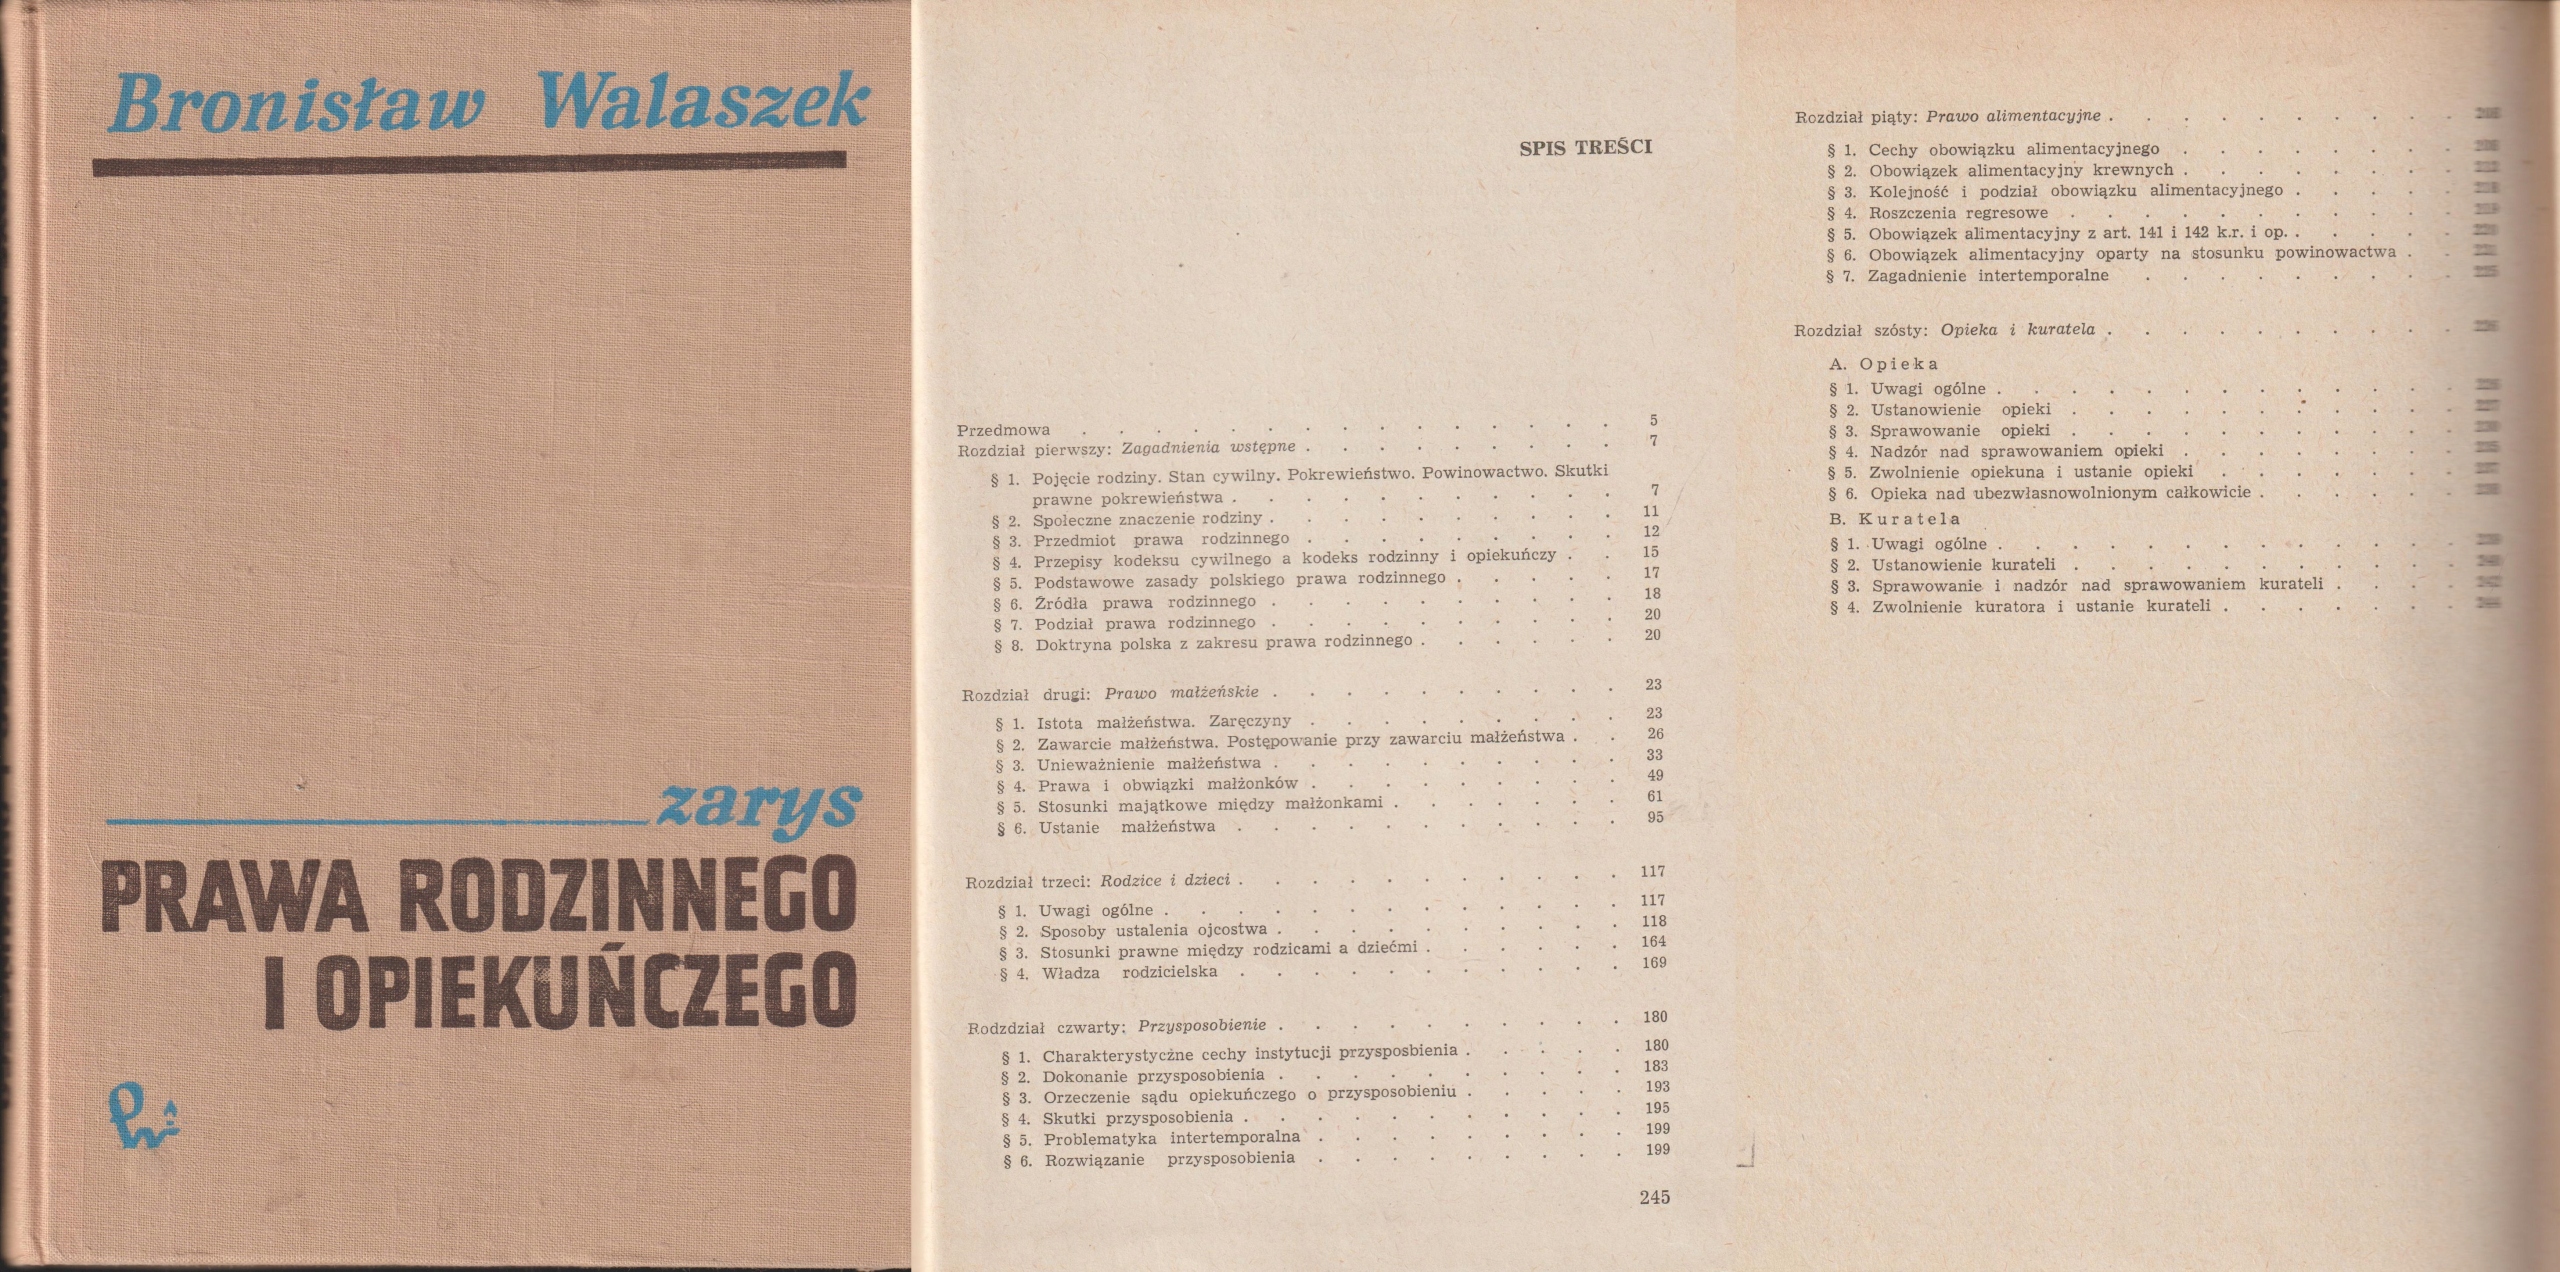 Bronisław Walaszek
zarys
PRAWA RODZINNEGO
I OPIEKUŃCZEGO
SPIS TREŚCI
Przedmowa . . . . . . . . . . . . . . . 5
Rozdział pierwszy: Zagadnienia wstępne . . . . . . . . . 7
§ 1. Pojęcie rodziny. Stan cywilny. Pokrewieństwo. Powinowactwo. Skutki
prawne pokrewieństwa . . . . . . . . . . . 7
§ 2. Społeczne znaczenie rodziny . . . . . . . . . . 11
§ 3. Przedmiot prawa rodzinnego . . . . . . . . . 12
§ 4. Przepisy kodeksu cywilnego a kodeks rodzinny i opiekuńczy . . 15
§ 5. Podstawowe zasady polskiego prawa rodzinnego . . . . . 17
§ 6. Źródła prawa rodzinnego . . . . . . . . . . 18
§ 7. Podział prawa rodzinnego . . . . . . . . . . 20
§ 8. Doktryna polska z zakresu prawa rodzinnego . . . . . . 20
Rozdział drugi: Prawo małżeńskie . . . . . . . . . . 23
§ 1. Istota małżeństwa. Zaręczyny . . . . . . . . . 23
§ 2. Zawarcie małżeństwa. Postępowanie przy zawarciu małżeństwa . . 26
§ 3. Unieważnienie małżeństwa . . . . . . . . . . 33
§ 4. Prawa i obwiązki małżonków . . . . . . . . . 49
§ 5. Stosunki majątkowe między małżonkami . . . . . . . 61
§ 6. Ustanie małżeństwa . . . . . . . . . . . 95
Rozdział trzeci: Rodzice i dzieci . . . . . . . . . . . 117
§ 1. Uwagi ogólne . . . . . . . . . . . . . 117
§ 2. Sposoby ustalenia ojcostwa . . . . . . . . . . 118
§ 3. Stosunki prawne między rodzicami a dziećmi . . . . . . 164
§ 4. Władza rodzicielska . . . . . . . . . . . 169
Rodzdział czwarty: Przysposobienie . . . . . . . . . . 180
§ 1. Charakterystyczne cechy instytucji przysposbienia . . . . . 180
§ 2. Dokonanie przysposobienia . . . . . . . . . . 183
§ 3. Orzeczenie sądu opiekuńczego o przysposobieniu . . . . . 193
§ 4. Skutki przysposobienia . . . . . . . . . . . 195
§ 5. Problematyka intertemporalna . . . . . . . . . 199
§ 6. Rozwiązanie przysposobienia . . . . . . . . . 199
245
Rozdział piąty: Prawo alimentacyjne . . . . . . . . . .
§ 1. Cechy obowiązku alimentacyjnego . . . . . . . .
§ 2. Obowiązek alimentacyjny krewnych . . . . . . . .
§ 3. Kolejność i podział obowiązku alimentacyjnego . . . . .
§ 4. Roszczenia regresowe . . . . . . . . . . .
§ 5. Obowiązek alimentacyjny z art. 141 i 142 k.r. i op. . . . . .
§ 6. Obowiązek alimentacyjny oparty na stosunku powinowactwa . .
§ 7. Zagadnienie intertemporalne . . . . . . . . .
Rozdział szósty: Opieka i kuratela . . . . . . . . . .
A. Opieka
§ 1. Uwagi ogólne . . . . . . . . . . . . .
§ 2. Ustanowienie opieki . . . . . . . . . . .
§ 3. Sprawowanie opieki . . . . . . . . . . .
§ 4. Nadzór nad sprawowaniem opieki . . . . . . . .
§ 5. Zwolnienie opiekuna i ustanie opieki . . . . . . .
§ 6. Opieka nad ubezwłasnowolnionym całkowicie . . . . . .
B. Kuratela
§ 1. Uwagi ogólne . . . . . . . . . . . . .
§ 2. Ustanowienie kurateli . . . . . . . . . . .
§ 3. Sprawowanie i nadzór nad sprawowaniem kurateli . . . .
§ 4. Zwolnienie kuratora i ustanie kurateli . . . . . . .